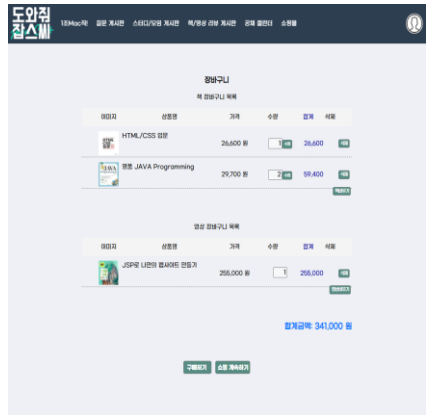 도와줘
잡스씨
1:1Mac톡! 질문 게시판 스터디/모임 게시판 책/영상 리뷰 게시판 공채 캘린더 쇼핑몰
장바구니
책 장바구니 목록
이미지 상품명 가격 수량 합계 삭제
HTML/CSS 입문 26,600 원 1 26,600 삭제
JAVA Programming 29,700 원 2 59,400 삭제
영상 장바구니 목록
이미지 상품명 가격 수량 합계 삭제
JSP로 나만의 웹사이트 만들기 255,000 원 1 255,000 삭제
합계금액: 341,000 원
구매하기 쇼핑 계속하기